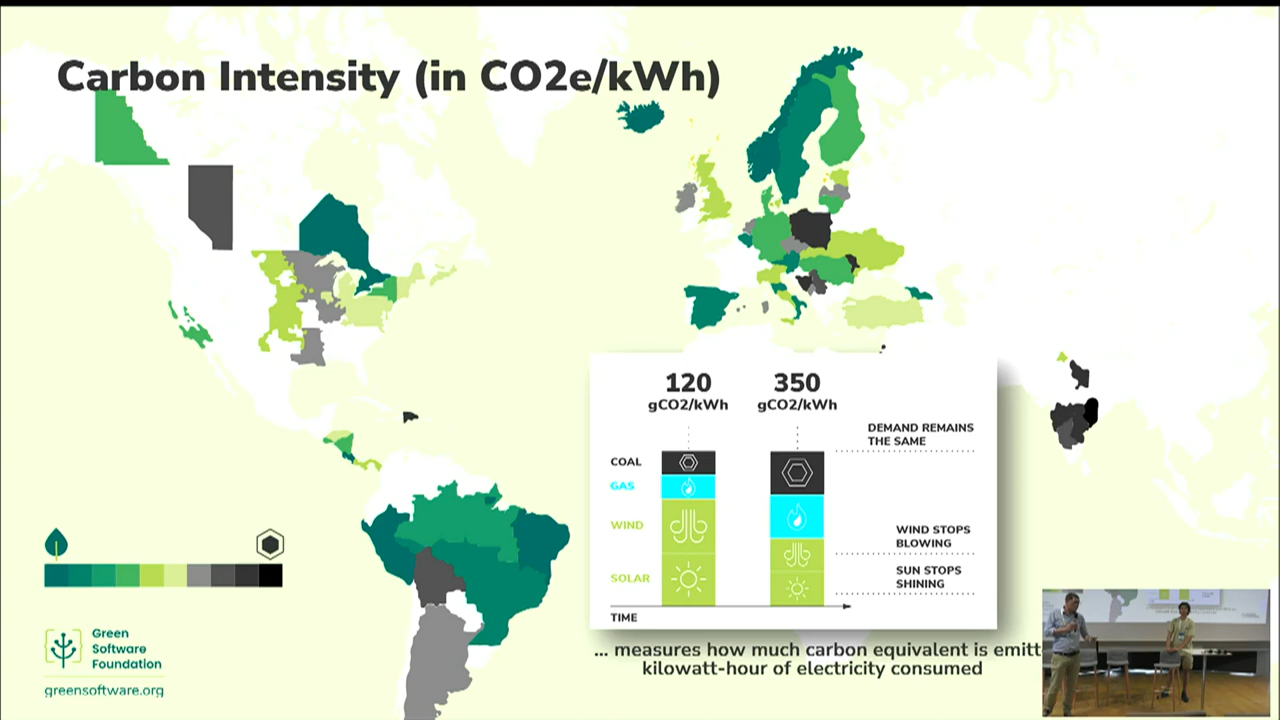 Carbon Intensity (in CO2e/kWh)
120
gCO2/kWh
350
gCO2/kWh
DEMAND REMAINS
THE SAME
COAL
GAS
WIND
WIND STOPS
BLOWING
SOLAR
SUN STOPS
SHINING
TIME
... measures how much carbon equivalent is emitt
kilowatt-hour of electricity consumed
Green
Software
Foundation
greensoftware.org